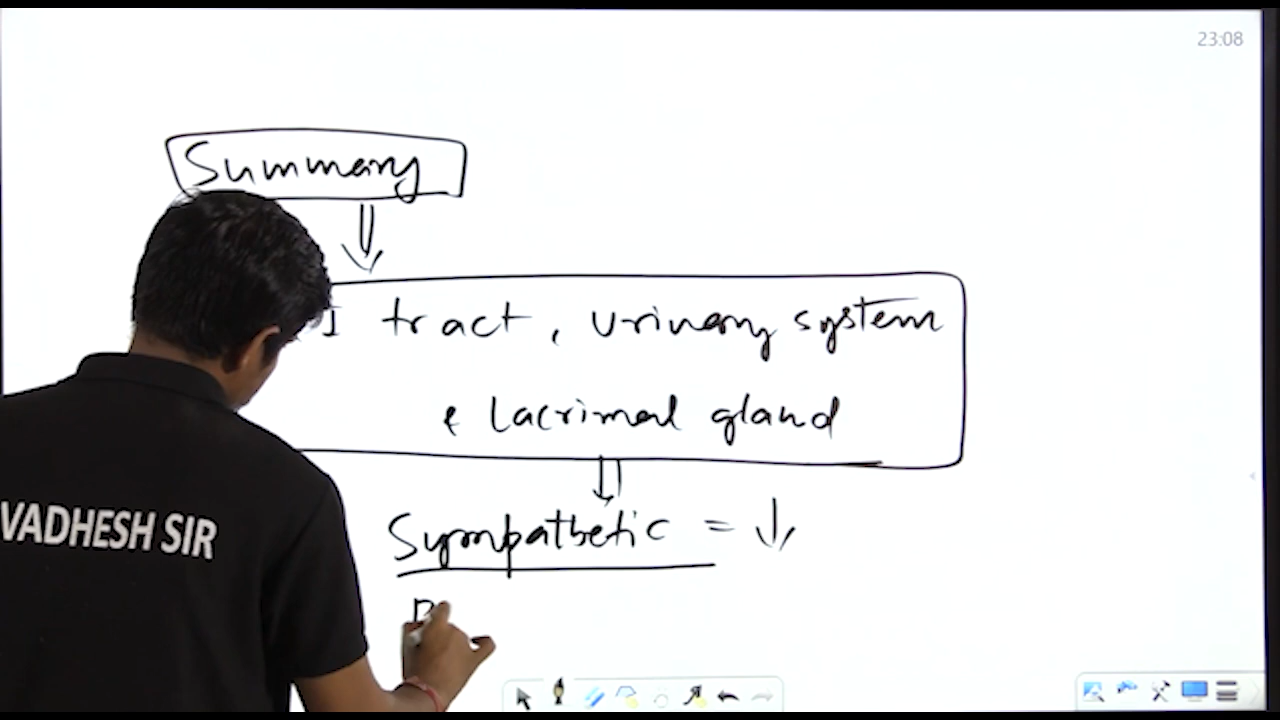 23:08
Summary
I tract, urinary system
& lacrimal gland
Sympathetic = ↓
VADHESH SIR